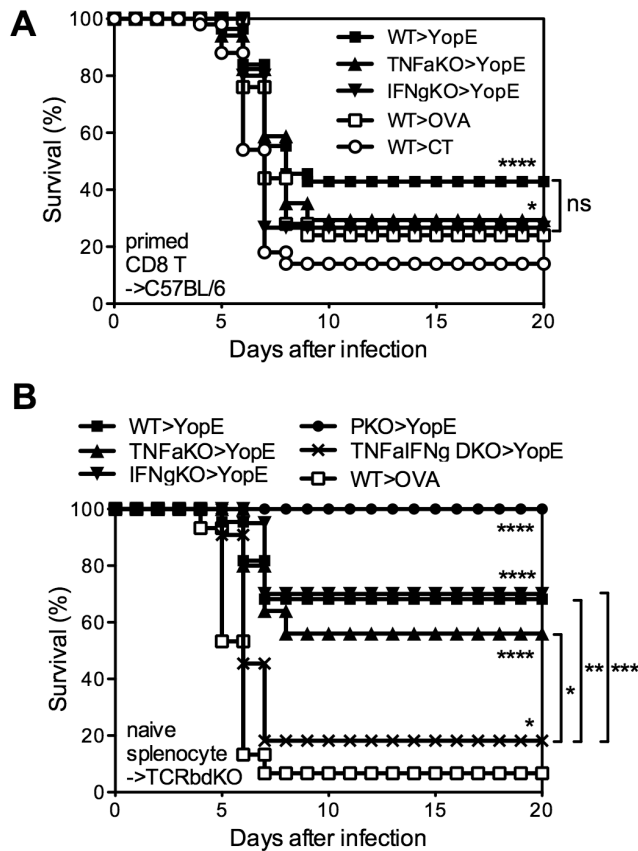 A
WT>YopE
TNFaKO>YopE
IFNgKO>YopE
WT>OVA
WT>CT
****
*
ns
Survival (%)
100
80
60
40
20
0
primed
CD8 T
->C57BL/6
0 5 10 15 20
Days after infection
B
WT>YopE
TNFaKO>YopE
IFNgKO>YopE
PKO>YopE
TNFaIFNg DKO>YopE
WT>OVA
****
****
****
*
*
**
***
Survival (%)
100
80
60
40
20
0
naive
splenocyte
->TCRbdKO
0 5 10 15 20
Days after infection